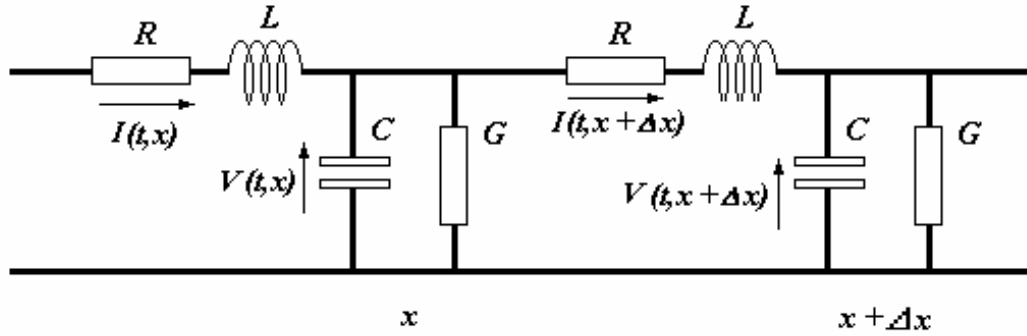 R L R L
I(t,x) C G I(t,x + Δx) C G
V(t,x) V(t,x + Δx)
x x + Δx